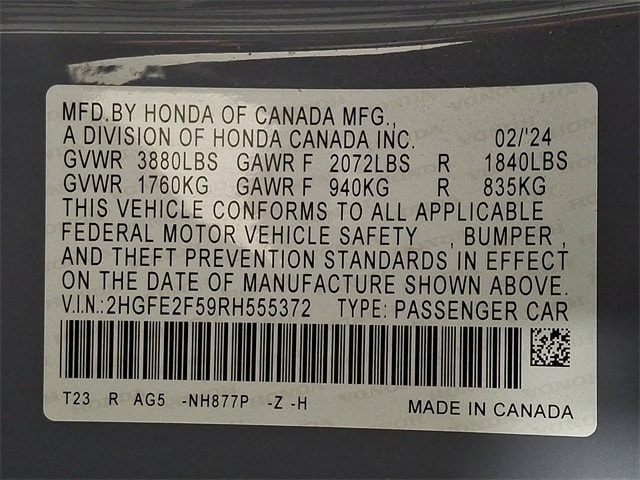 MFD.BY HONDA OF CANADA MFG.,
A DIVISION OF HONDA CANADA INC. 02/'24
GVWR 3880LBS GAWR F 2072LBS R 1840LBS
GVWR 1760KG GAWR F 940KG R 835KG
THIS VEHICLE CONFORMS TO ALL APPLICABLE
FEDERAL MOTOR VEHICLE SAFETY , BUMPER ,
AND THEFT PREVENTION STANDARDS IN EFFECT
ON THE DATE OF MANUFACTURE SHOWN ABOVE.
V.I.N.:2HGFE2F59RH555372 TYPE: PASSENGER CAR
T23 R AG5 -NH877P -Z -H
MADE IN CANADA